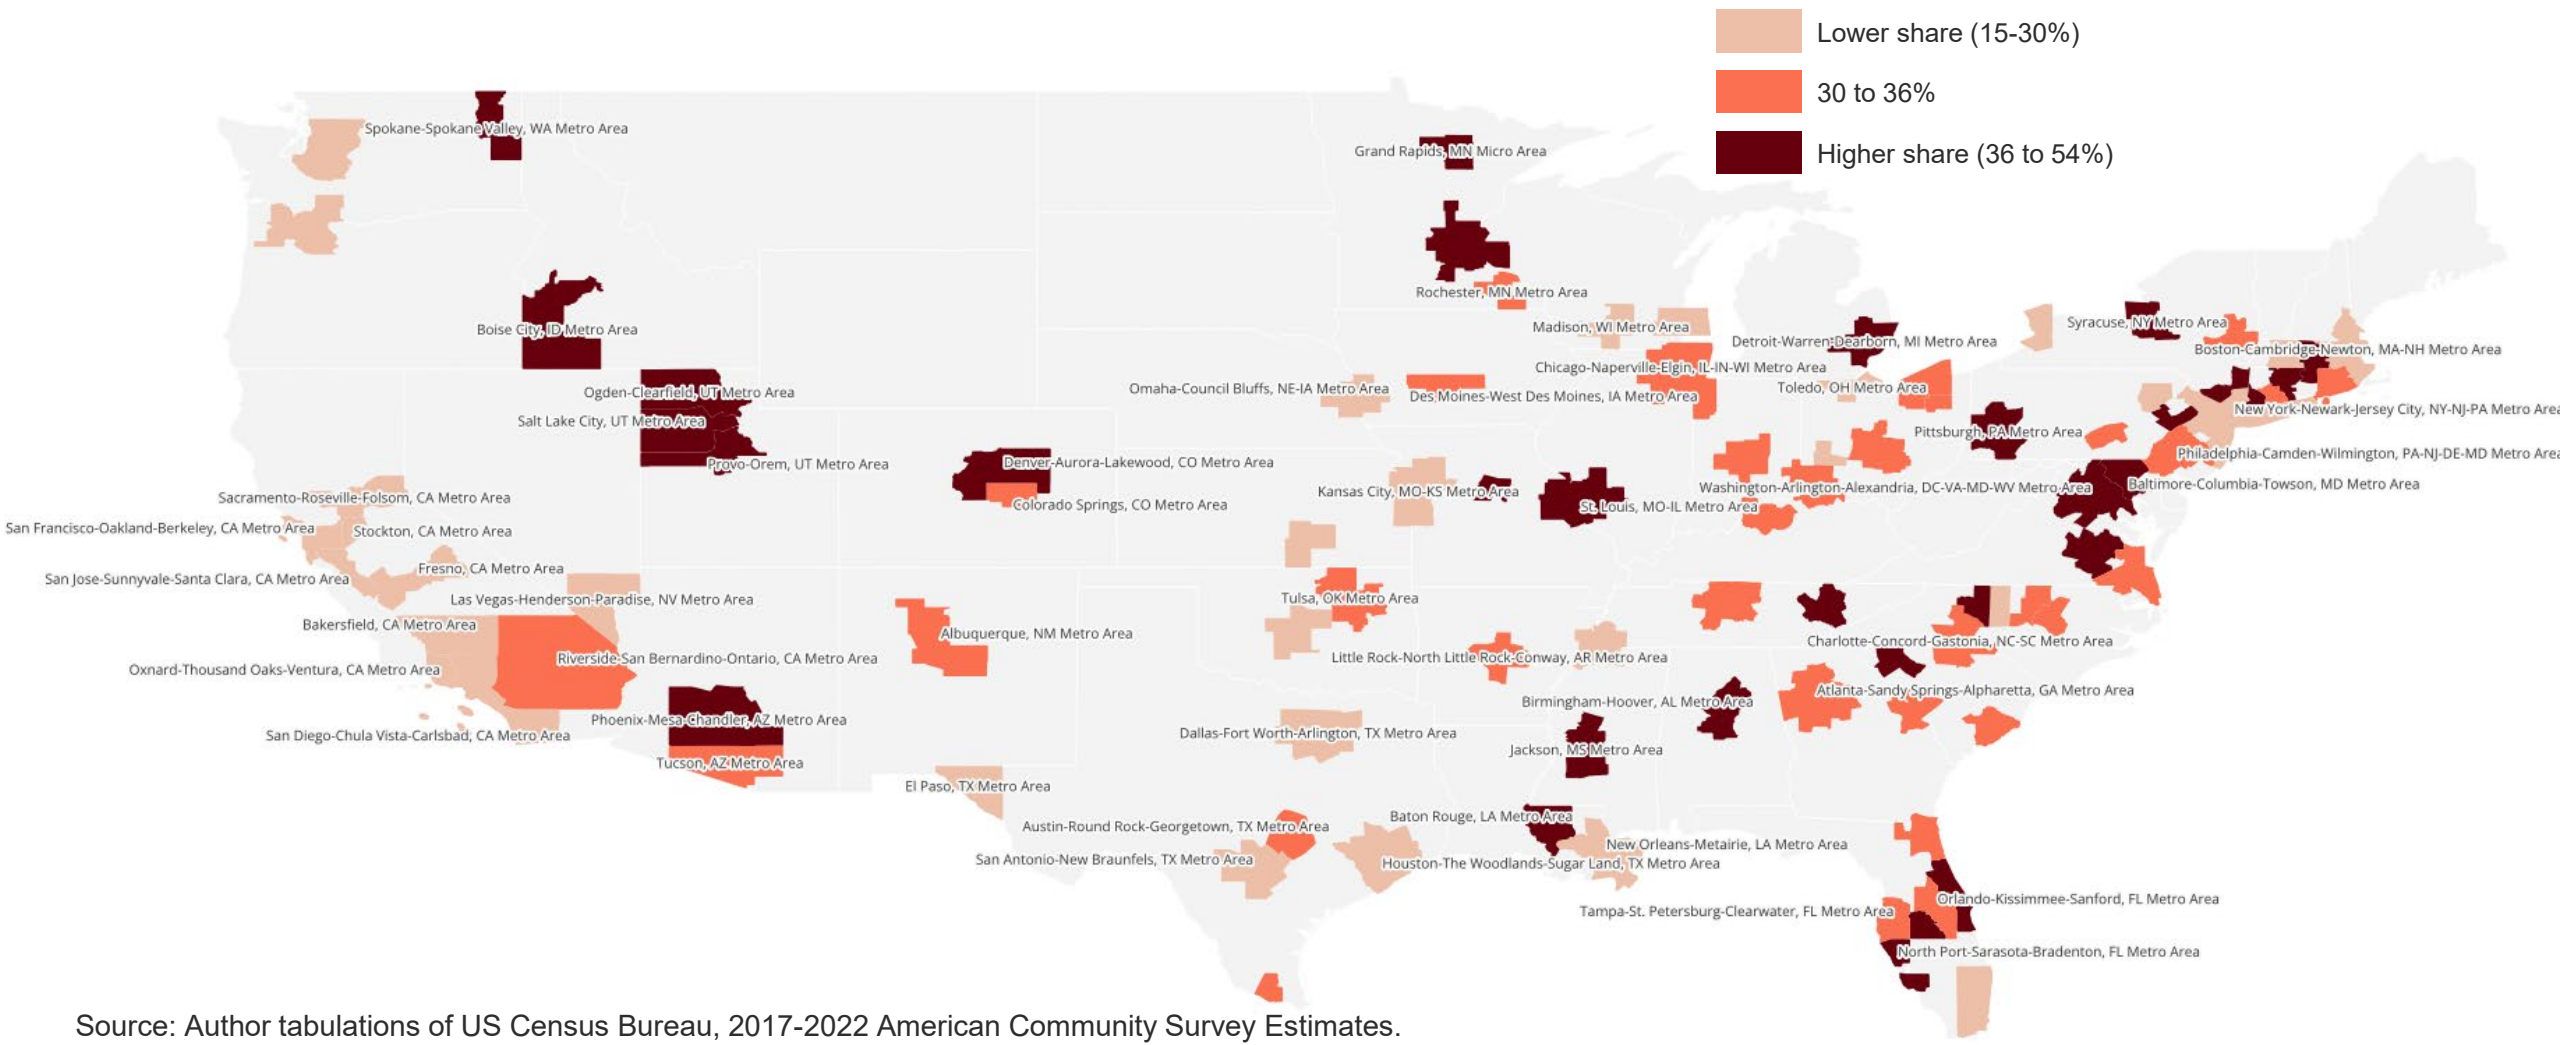 Lower share (15-30%)
30 to 36%
Higher share (36 to 54%)
Spokane-Spokane Valley, WA Metro Area
Grand Rapids, MN Micro Area
Rochester, MN Metro Area
Boise City, ID Metro Area
Madison, WI Metro Area
Syracuse, NY Metro Area
Detroit-Warren-Dearborn, MI Metro Area
Boston-Cambridge-Newton, MA-NH Metro Area
Chicago-Naperville-Elgin, IL-IN-WI Metro Area
Ogden-Clearfield, UT Metro Area
Omaha-Council Bluffs, NE-IA Metro Area
Toledo, OH Metro Area
Des Moines-West Des Moines, IA Metro Area
New York-Newark-Jersey City, NY-NJ-PA Metro Area
Salt Lake City, UT Metro Area
Pittsburgh, PA Metro Area
Philadelphia-Camden-Wilmington, PA-NJ-DE-MD Metro Area
Provo-Orem, UT Metro Area
Denver-Aurora-Lakewood, CO Metro Area
Baltimore-Columbia-Towson, MD Metro Area
Washington-Arlington-Alexandria, DC-VA-MD-WV Metro Area
Kansas City, MO-KS Metro Area
Sacramento-Roseville-Folsom, CA Metro Area
Colorado Springs, CO Metro Area
St. Louis, MO-IL Metro Area
San Francisco-Oakland-Berkeley, CA Metro Area
Stockton, CA Metro Area
Fresno, CA Metro Area
San Jose-Sunnyvale-Santa Clara, CA Metro Area
Las Vegas-Henderson-Paradise, NV Metro Area
Tulsa, OK Metro Area
Bakersfield, CA Metro Area
Albuquerque, NM Metro Area
Charlotte-Concord-Gastonia, NC-SC Metro Area
Riverside-San Bernardino-Ontario, CA Metro Area
Little Rock-North Little Rock-Conway, AR Metro Area
Oxnard-Thousand Oaks-Ventura, CA Metro Area
Atlanta-Sandy Springs-Alpharetta, GA Metro Area
Birmingham-Hoover, AL Metro Area
Phoenix-Mesa-Chandler, AZ Metro Area
San Diego-Chula Vista-Carlsbad, CA Metro Area
Dallas-Fort Worth-Arlington, TX Metro Area
Jackson, MS Metro Area
Tucson, AZ Metro Area
El Paso, TX Metro Area
Baton Rouge, LA Metro Area
Austin-Round Rock-Georgetown, TX Metro Area
New Orleans-Metairie, LA Metro Area
San Antonio-New Braunfels, TX Metro Area
Houston-The Woodlands-Sugar Land, TX Metro Area
Orlando-Kissimmee-Sanford, FL Metro Area
Tampa-St. Petersburg-Clearwater, FL Metro Area
North Port-Sarasota-Bradenton, FL Metro Area
Source: Author tabulations of US Census Bureau, 2017-2022 American Community Survey Estimates.